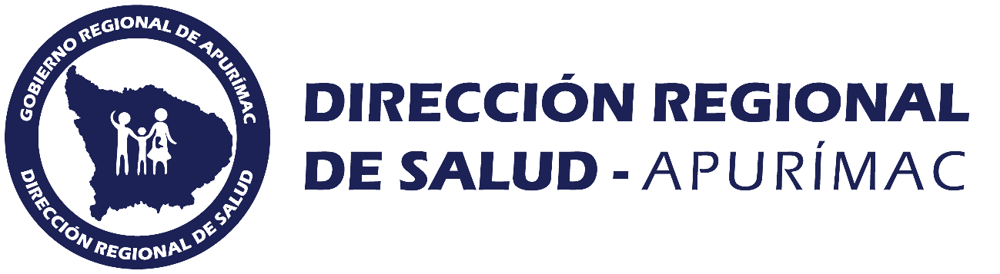 GOBIERNO REGIONAL DE APURÍMAC
DIRECCIÓN REGIONAL DE SALUD
DIRECCIÓN REGIONAL
DE SALUD - APURÍMAC